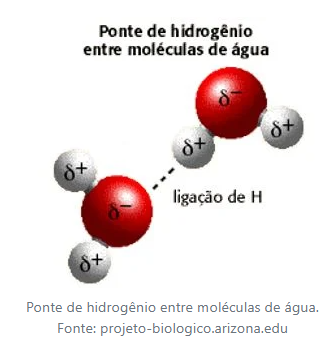 Ponte de hidrogênio
entre moléculas de água
δ−
δ+
δ+
δ+
ligação de H
δ−
δ+
Ponte de hidrogênio entre moléculas de água.
Fonte: projeto-biologico.arizona.edu